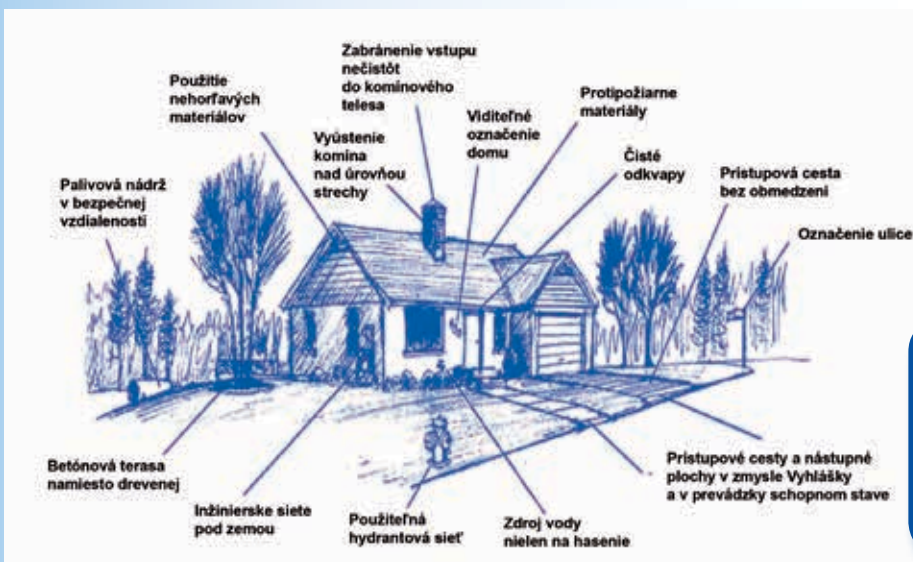 Zabránenie vstupu
nečistôt
do komínového
telesa
Použitie
nehorľavých
materiálov
Protipožiarne
materiály
Viditeľné
označenie
domu
Vyústenie
komína
nad úrovňou
strechy
Čisté
odkvapy
Palivová nádrž
v bezpečnej
vzdialenosti
Prístupová cesta
bez obmedzení
Označenie ulice
Betónová terasa
namiesto drevenej
Inžinierske siete
pod zemou
Použiteľná
hydrantová sieť
Zdroj vody
nielen na hasenie
Prístupové cesty a nástupné
plochy v zmysle Vyhlášky
a v prevádzky schopnom stave